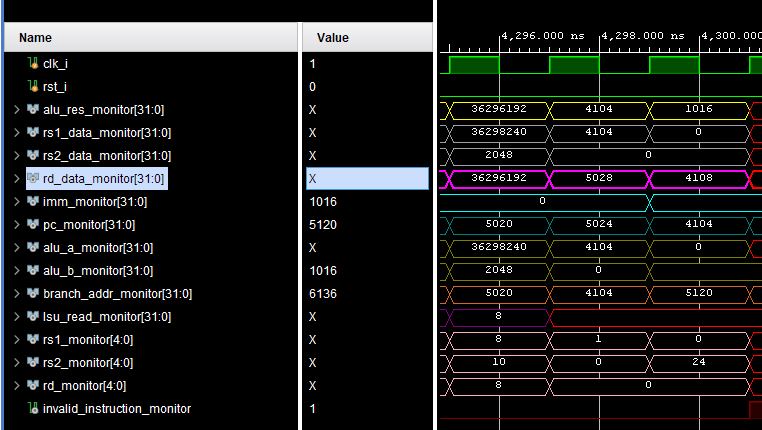 4,296.000 ns 4,298.000 ns 4,300.000
Name Value
clk_i 1
rst_i 0
alu_res_monitor[31:0] X 36296192 4104 1016
rs1_data_monitor[31:0] X 36298240 4104 0
rs2_data_monitor[31:0] X 2048 0
rd_data_monitor[31:0] X 36296192 5028 4108
imm_monitor[31:0] 1016 0
pc_monitor[31:0] 5120 5020 5024 4104
alu_a_monitor[31:0] X 36298240 4104 0
alu_b_monitor[31:0] 1016 2048 0
branch_addr_monitor[31:0] 6136 5020 4104 5120
lsu_read_monitor[31:0] X 8
rs1_monitor[4:0] X 8 1 0
rs2_monitor[4:0] X 10 0 24
rd_monitor[4:0] X 8 0
invalid_instruction_monitor 1